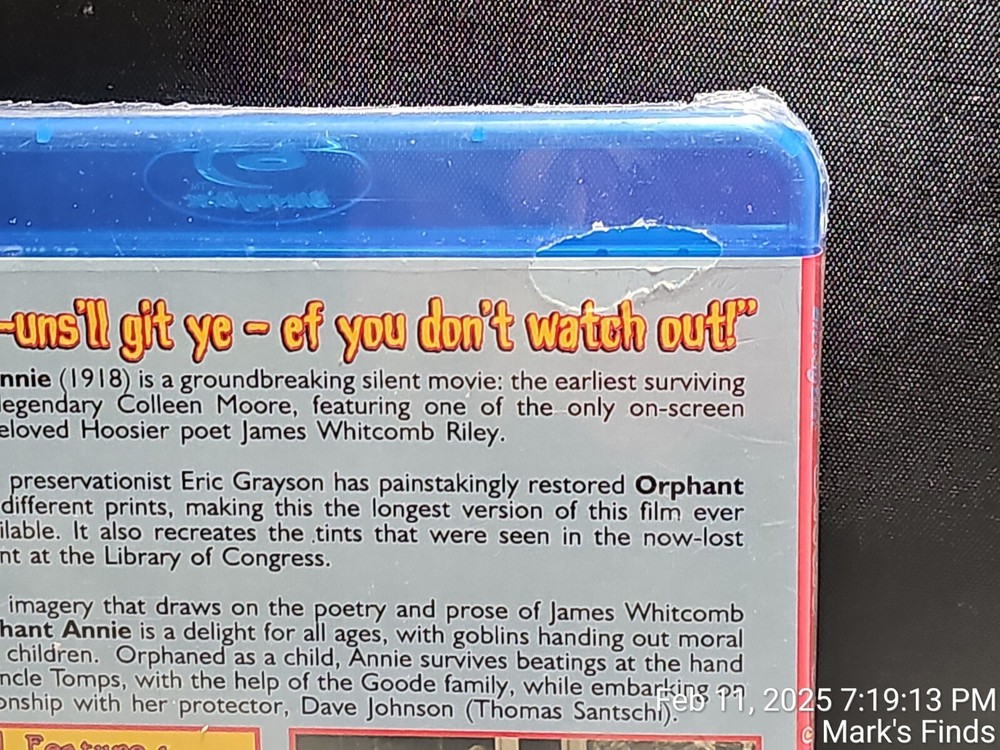 -uns'll git ye – ef you don't watch out!”
nnie (1918) is a groundbreaking silent movie: the earliest surviving
legendary Colleen Moore, featuring one of the only on-screen
eloved Hoosier poet James Whitcomb Riley.
preservationist Eric Grayson has painstakingly restored Orphant
different prints, making this the longest version of this film ever
ilable. It also recreates the tints that were seen in the now-lost
nt at the Library of Congress.
imagery that draws on the poetry and prose of James Whitcomb
hant Annie is a delight for all ages, with goblins handing out moral
children. Orphaned as a child, Annie survives beatings at the hand
ncle Tomps, with the help of the Goode family, while embarking on
onship with her protector, Dave Johnson (Thomas Santschi).
Feb 11, 2025 7:19:13 PM
Mark's Finds